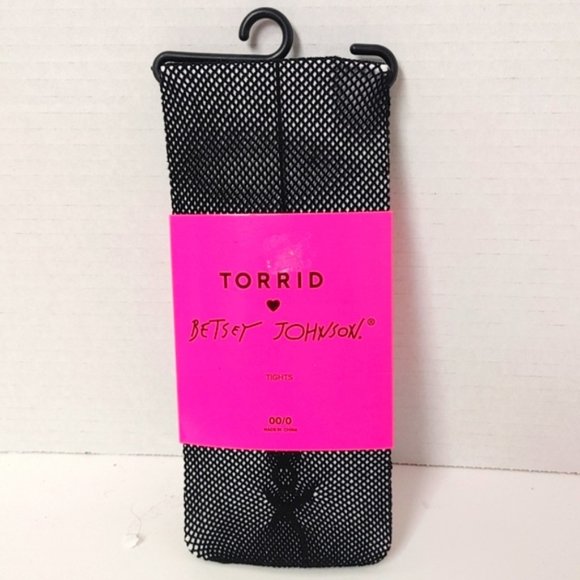 TORRID
BETSEY JOHNSON®
TIGHTS
00/0
MADE IN CHINA